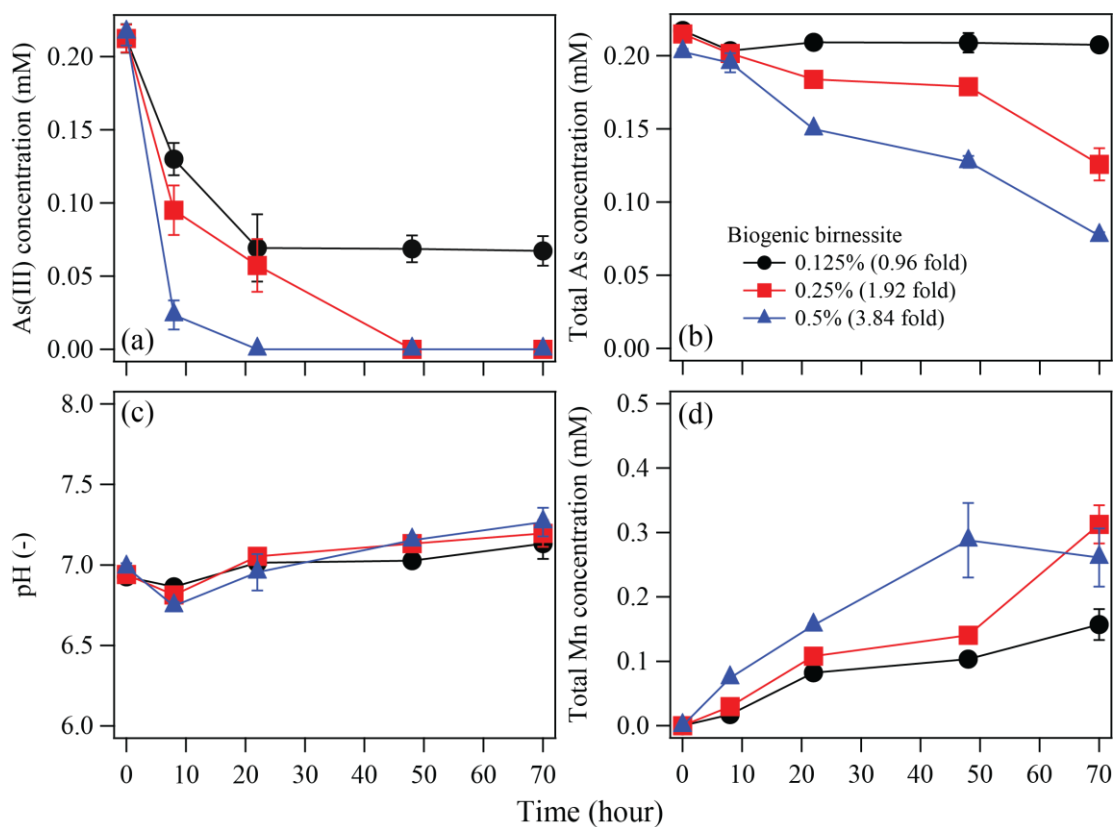 As(III) concentration (mM)
0.20
0.15
0.10
0.05
0.00
(a)
Total As concentration (mM)
0.20
0.15
0.10
0.05
0.00
(b)
Biogenic birnessite
0.125% (0.96 fold)
0.25% (1.92 fold)
0.5% (3.84 fold)
pH (-)
8.0
7.5
7.0
6.5
6.0
(c)
0 10 20 30 40 50 60 70
Total Mn concentration (mM)
0.5
0.4
0.3
0.2
0.1
0.0
(d)
0 10 20 30 40 50 60 70
Time (hour)